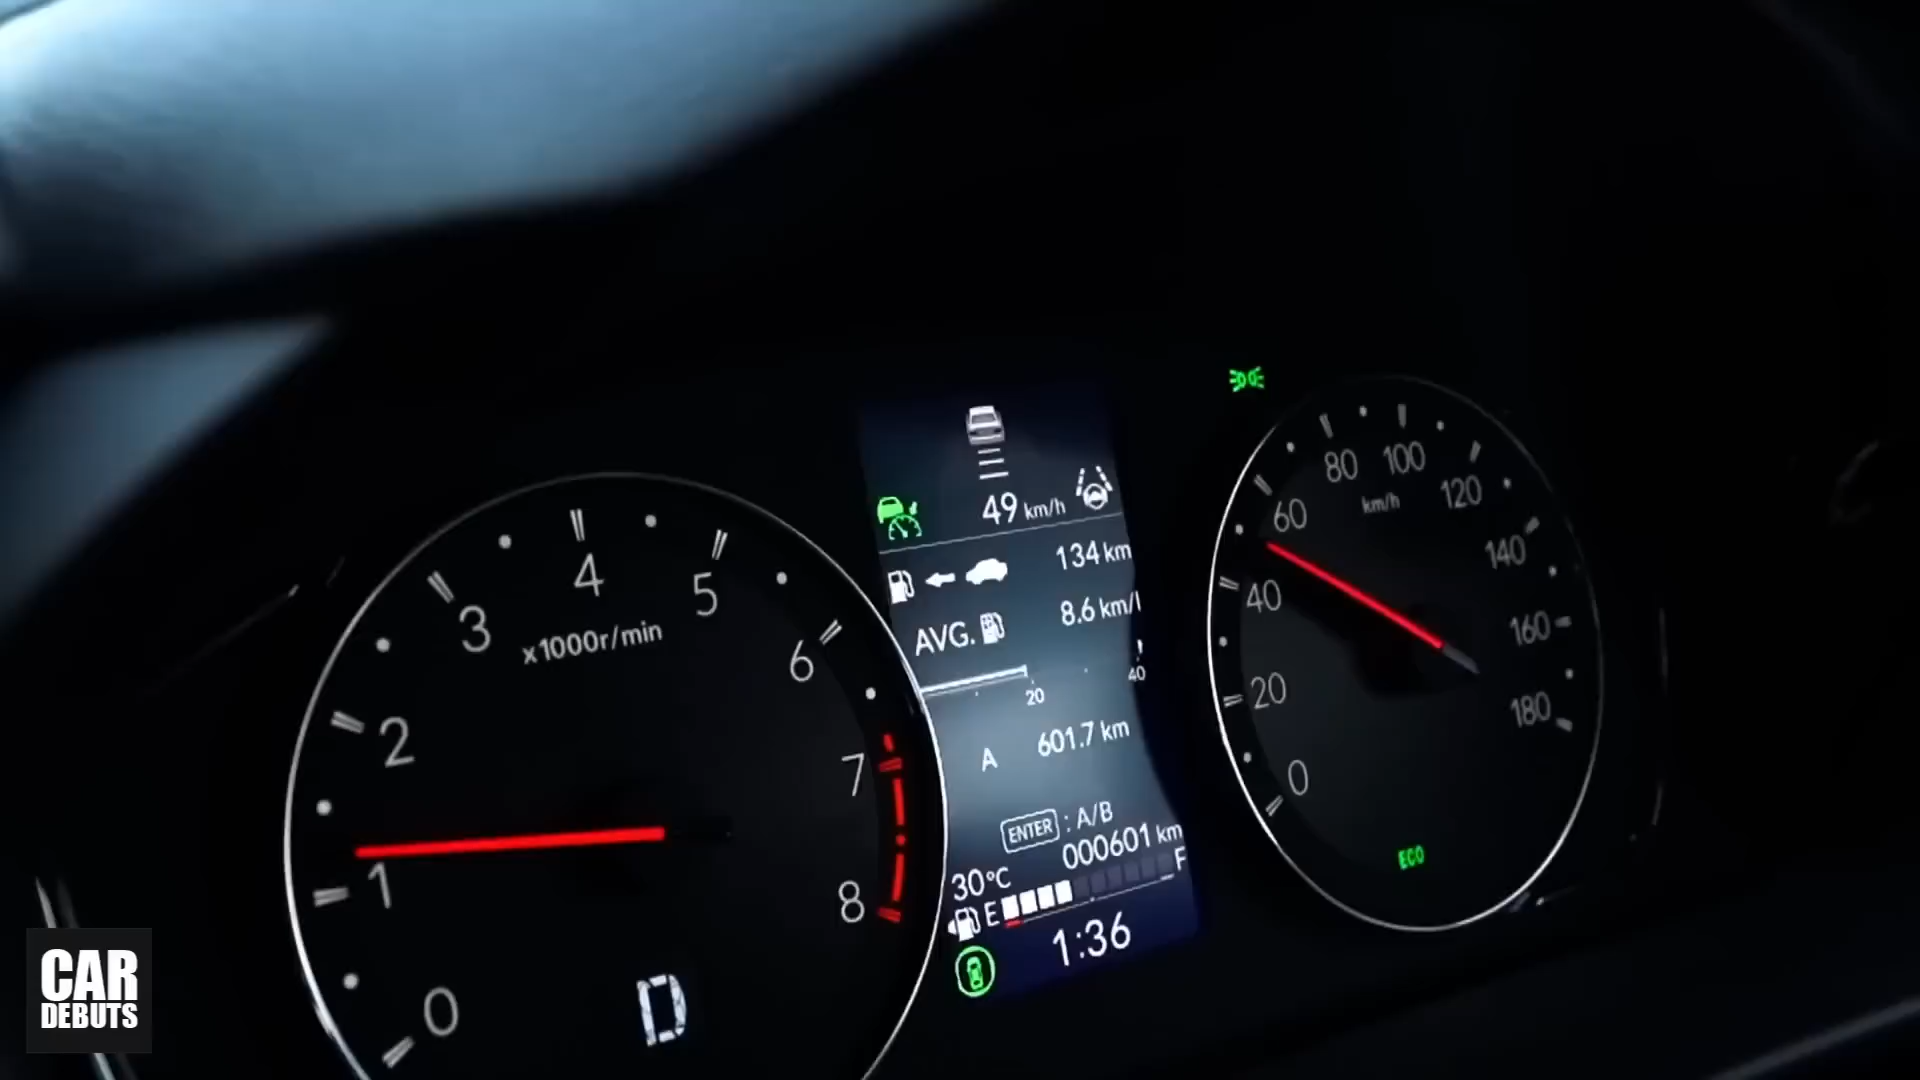 0
1
2
3
4
5
6
7
8
x1000r/min
D
49 km/h
134 km
AVG. 8.6 km/l
20 40
A 601.7 km
ENTER : A/B
000601 km
30°C
E F
1:36
0
20
40
60
80
100
120
140
160
180
km/h
ECO
CAR
DEBUTS